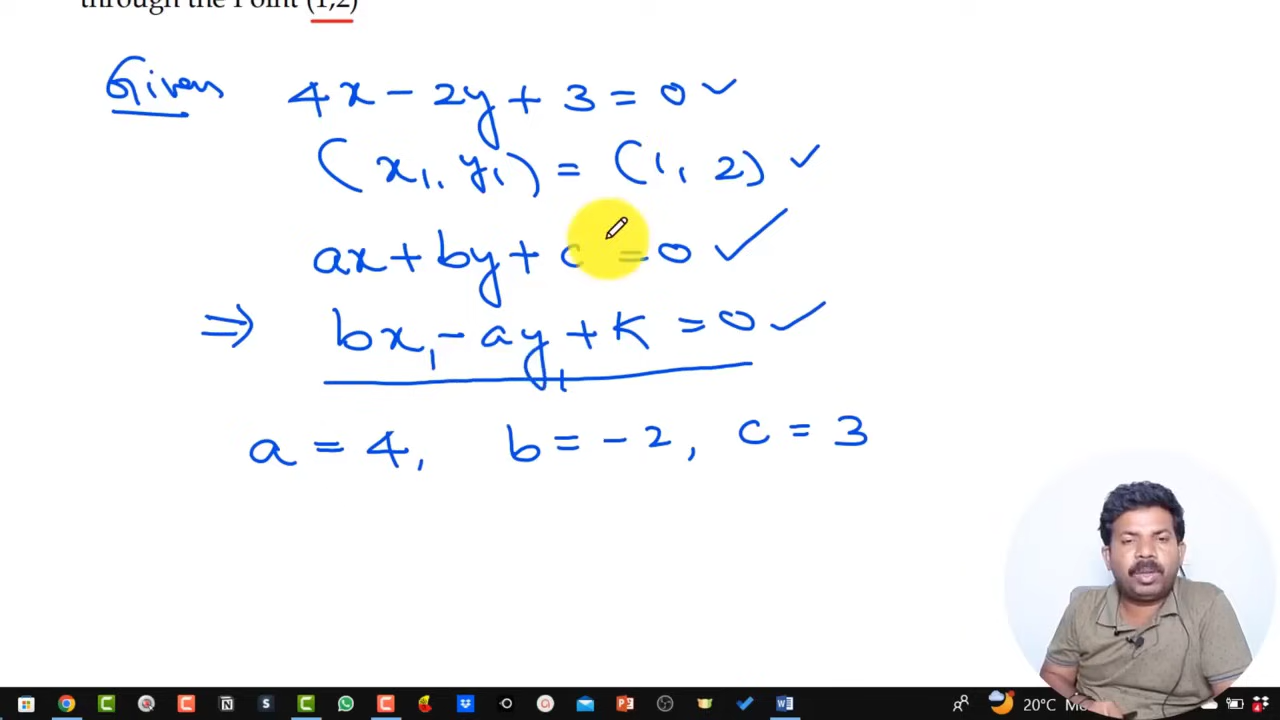 through the Point (1,2)
Given 4x - 2y + 3 = 0 ✓
(x₁, y₁) = (1, 2) ✓
ax + by + c = 0 ✓
⇒ bx₁ - ay₁ + K = 0 ✓
a = 4, b = -2, c = 3
20°C